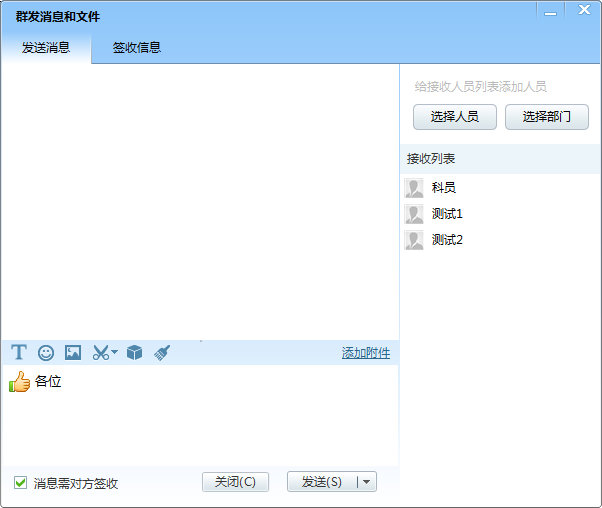 群发消息和文件
发送消息 签收信息
给接收人员列表添加人员
选择人员 选择部门
接收列表
科员
测试1
测试2
T 添加附件
各位
消息需对方签收 关闭(C) 发送(S)